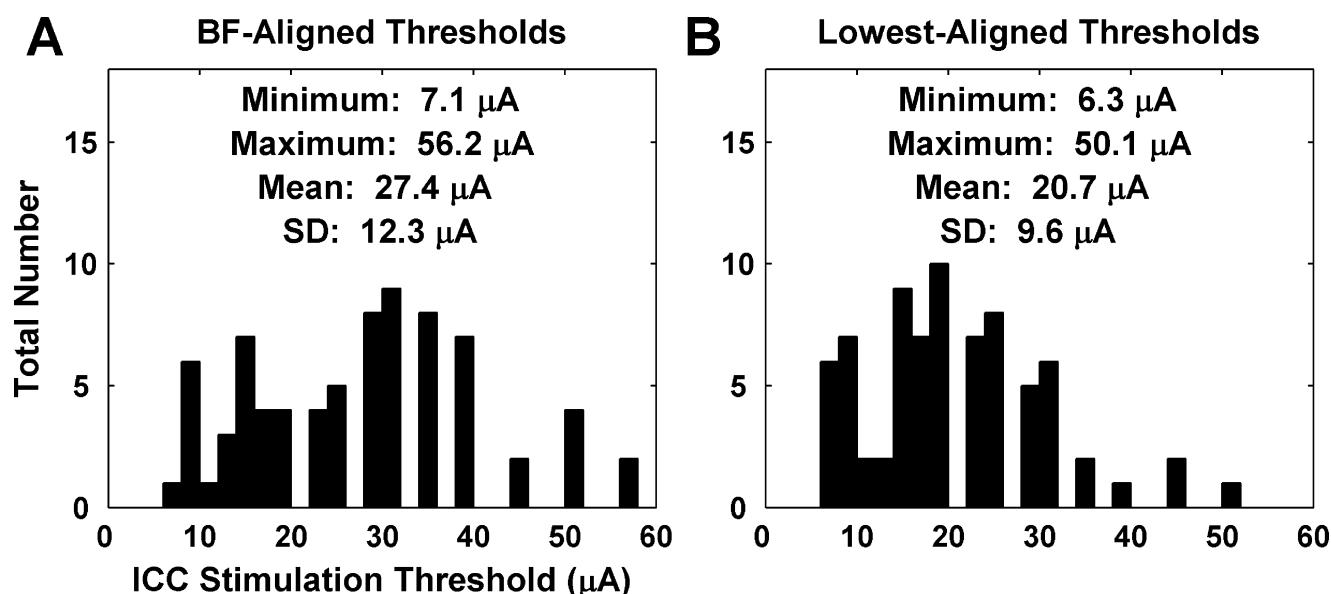 A
BF-Aligned Thresholds
Minimum: 7.1 μA
Maximum: 56.2 μA
Mean: 27.4 μA
SD: 12.3 μA
Total Number
15
10
5
0
0 10 20 30 40 50 60
ICC Stimulation Threshold (μA)
B
Lowest-Aligned Thresholds
Minimum: 6.3 μA
Maximum: 50.1 μA
Mean: 20.7 μA
SD: 9.6 μA
15
10
5
0
0 10 20 30 40 50 60